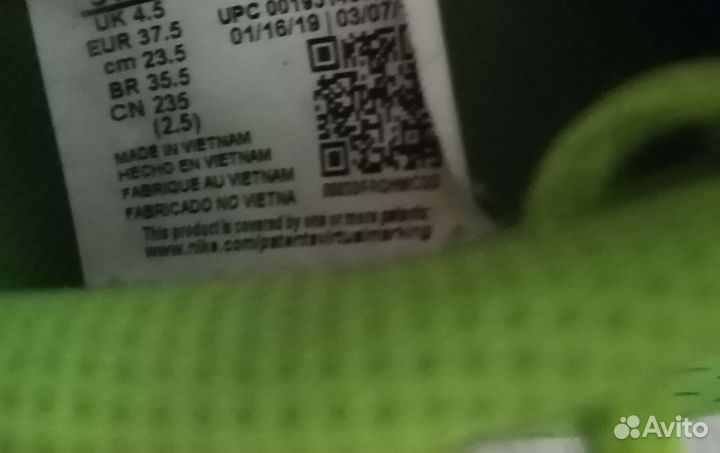 UK 4.5
EUR 37.5
cm 23.5
BR 35.5
CN 235
(2.5)
UPC
01/16/19 | 03/07/
MADE IN VIETNAM
HECHO EN VIETNAM
FABRIQUE AU VIETNAM
FABRICADO NO VIETNA
This product is covered by one or more patents:
www.nike.com/patentsvirtualmarking
Avito